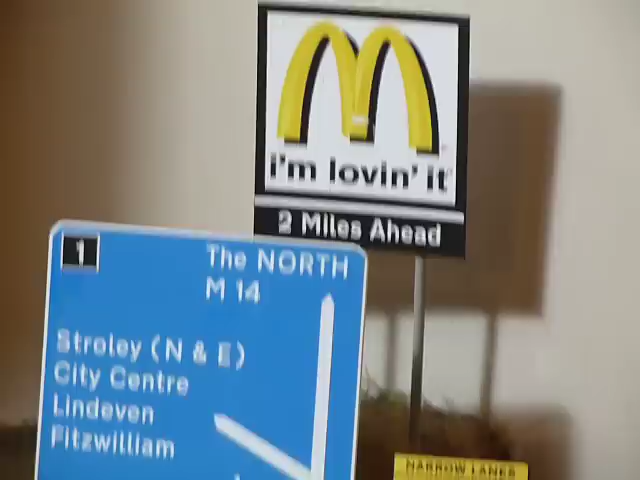 i'm lovin' it
2 Miles Ahead
1
The NORTH
M 14
Stroley (N & E)
City Centre
Lindeven
Fitzwilliam
NARROW LANES